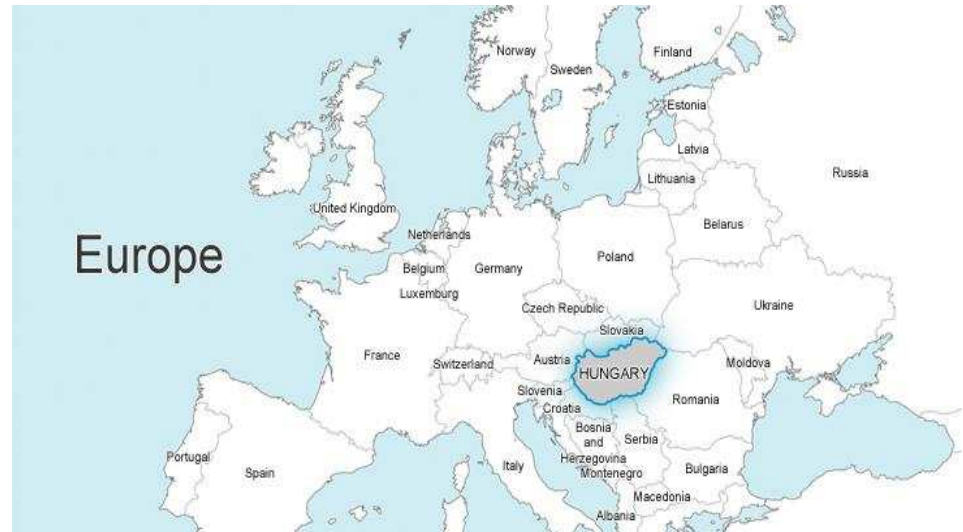 Norway
Finland
Sweden
Estonia
Latvia
Lithuania
Russia
United Kingdom
Belarus
Netherlands
Europe
Poland
Belgium
Germany
Luxemburg
Czech Republic
Ukraine
Slovakia
France
Switzerland
Austria
HUNGARY
Moldova
Slovenia
Romania
Croatia
Bosnia
and
Herzegovina
Serbia
Portugal
Spain
Italy
Montenegro
Bulgaria
Macedonia
Albania